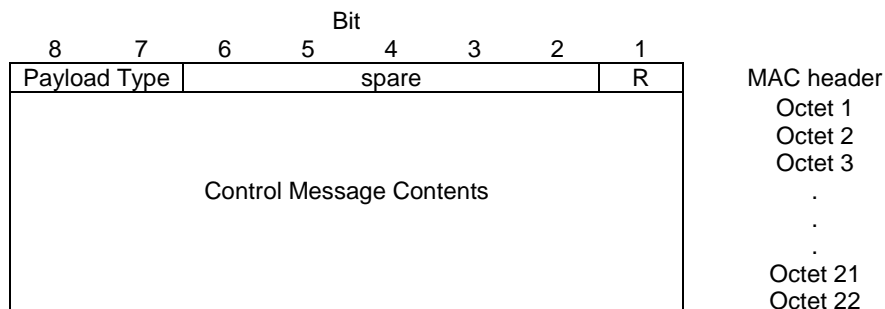 Bit
8 7 6 5 4 3 2 1
Payload Type spare R MAC header
Octet 1
Octet 2
Octet 3
Control Message Contents .
.
.
Octet 21
Octet 22